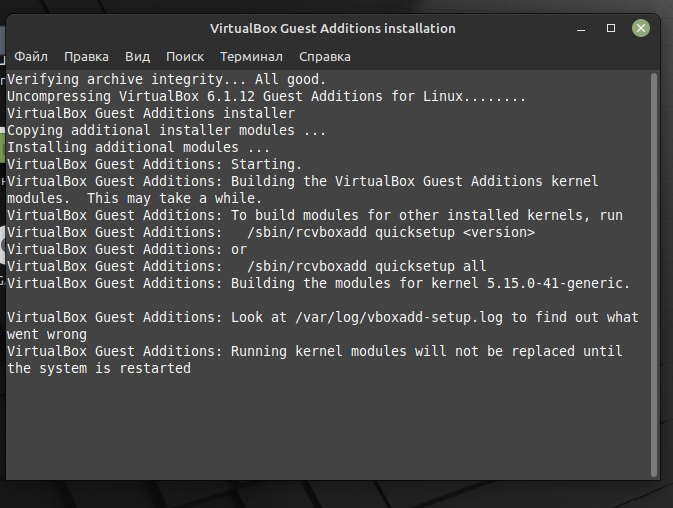 VirtualBox Guest Additions installation
Файл Правка Вид Поиск Терминал Справка
Verifying archive integrity... All good.
Uncompressing VirtualBox 6.1.12 Guest Additions for Linux........
VirtualBox Guest Additions installer
Copying additional installer modules ...
Installing additional modules ...
VirtualBox Guest Additions: Starting.
VirtualBox Guest Additions: Building the VirtualBox Guest Additions kernel
modules.  This may take a while.
VirtualBox Guest Additions: To build modules for other installed kernels, run
VirtualBox Guest Additions:   /sbin/rcvboxadd quicksetup <version>
VirtualBox Guest Additions: or
VirtualBox Guest Additions:   /sbin/rcvboxadd quicksetup all
VirtualBox Guest Additions: Building the modules for kernel 5.15.0-41-generic.
VirtualBox Guest Additions: Look at /var/log/vboxadd-setup.log to find out what
went wrong
VirtualBox Guest Additions: Running kernel modules will not be replaced until
the system is restarted